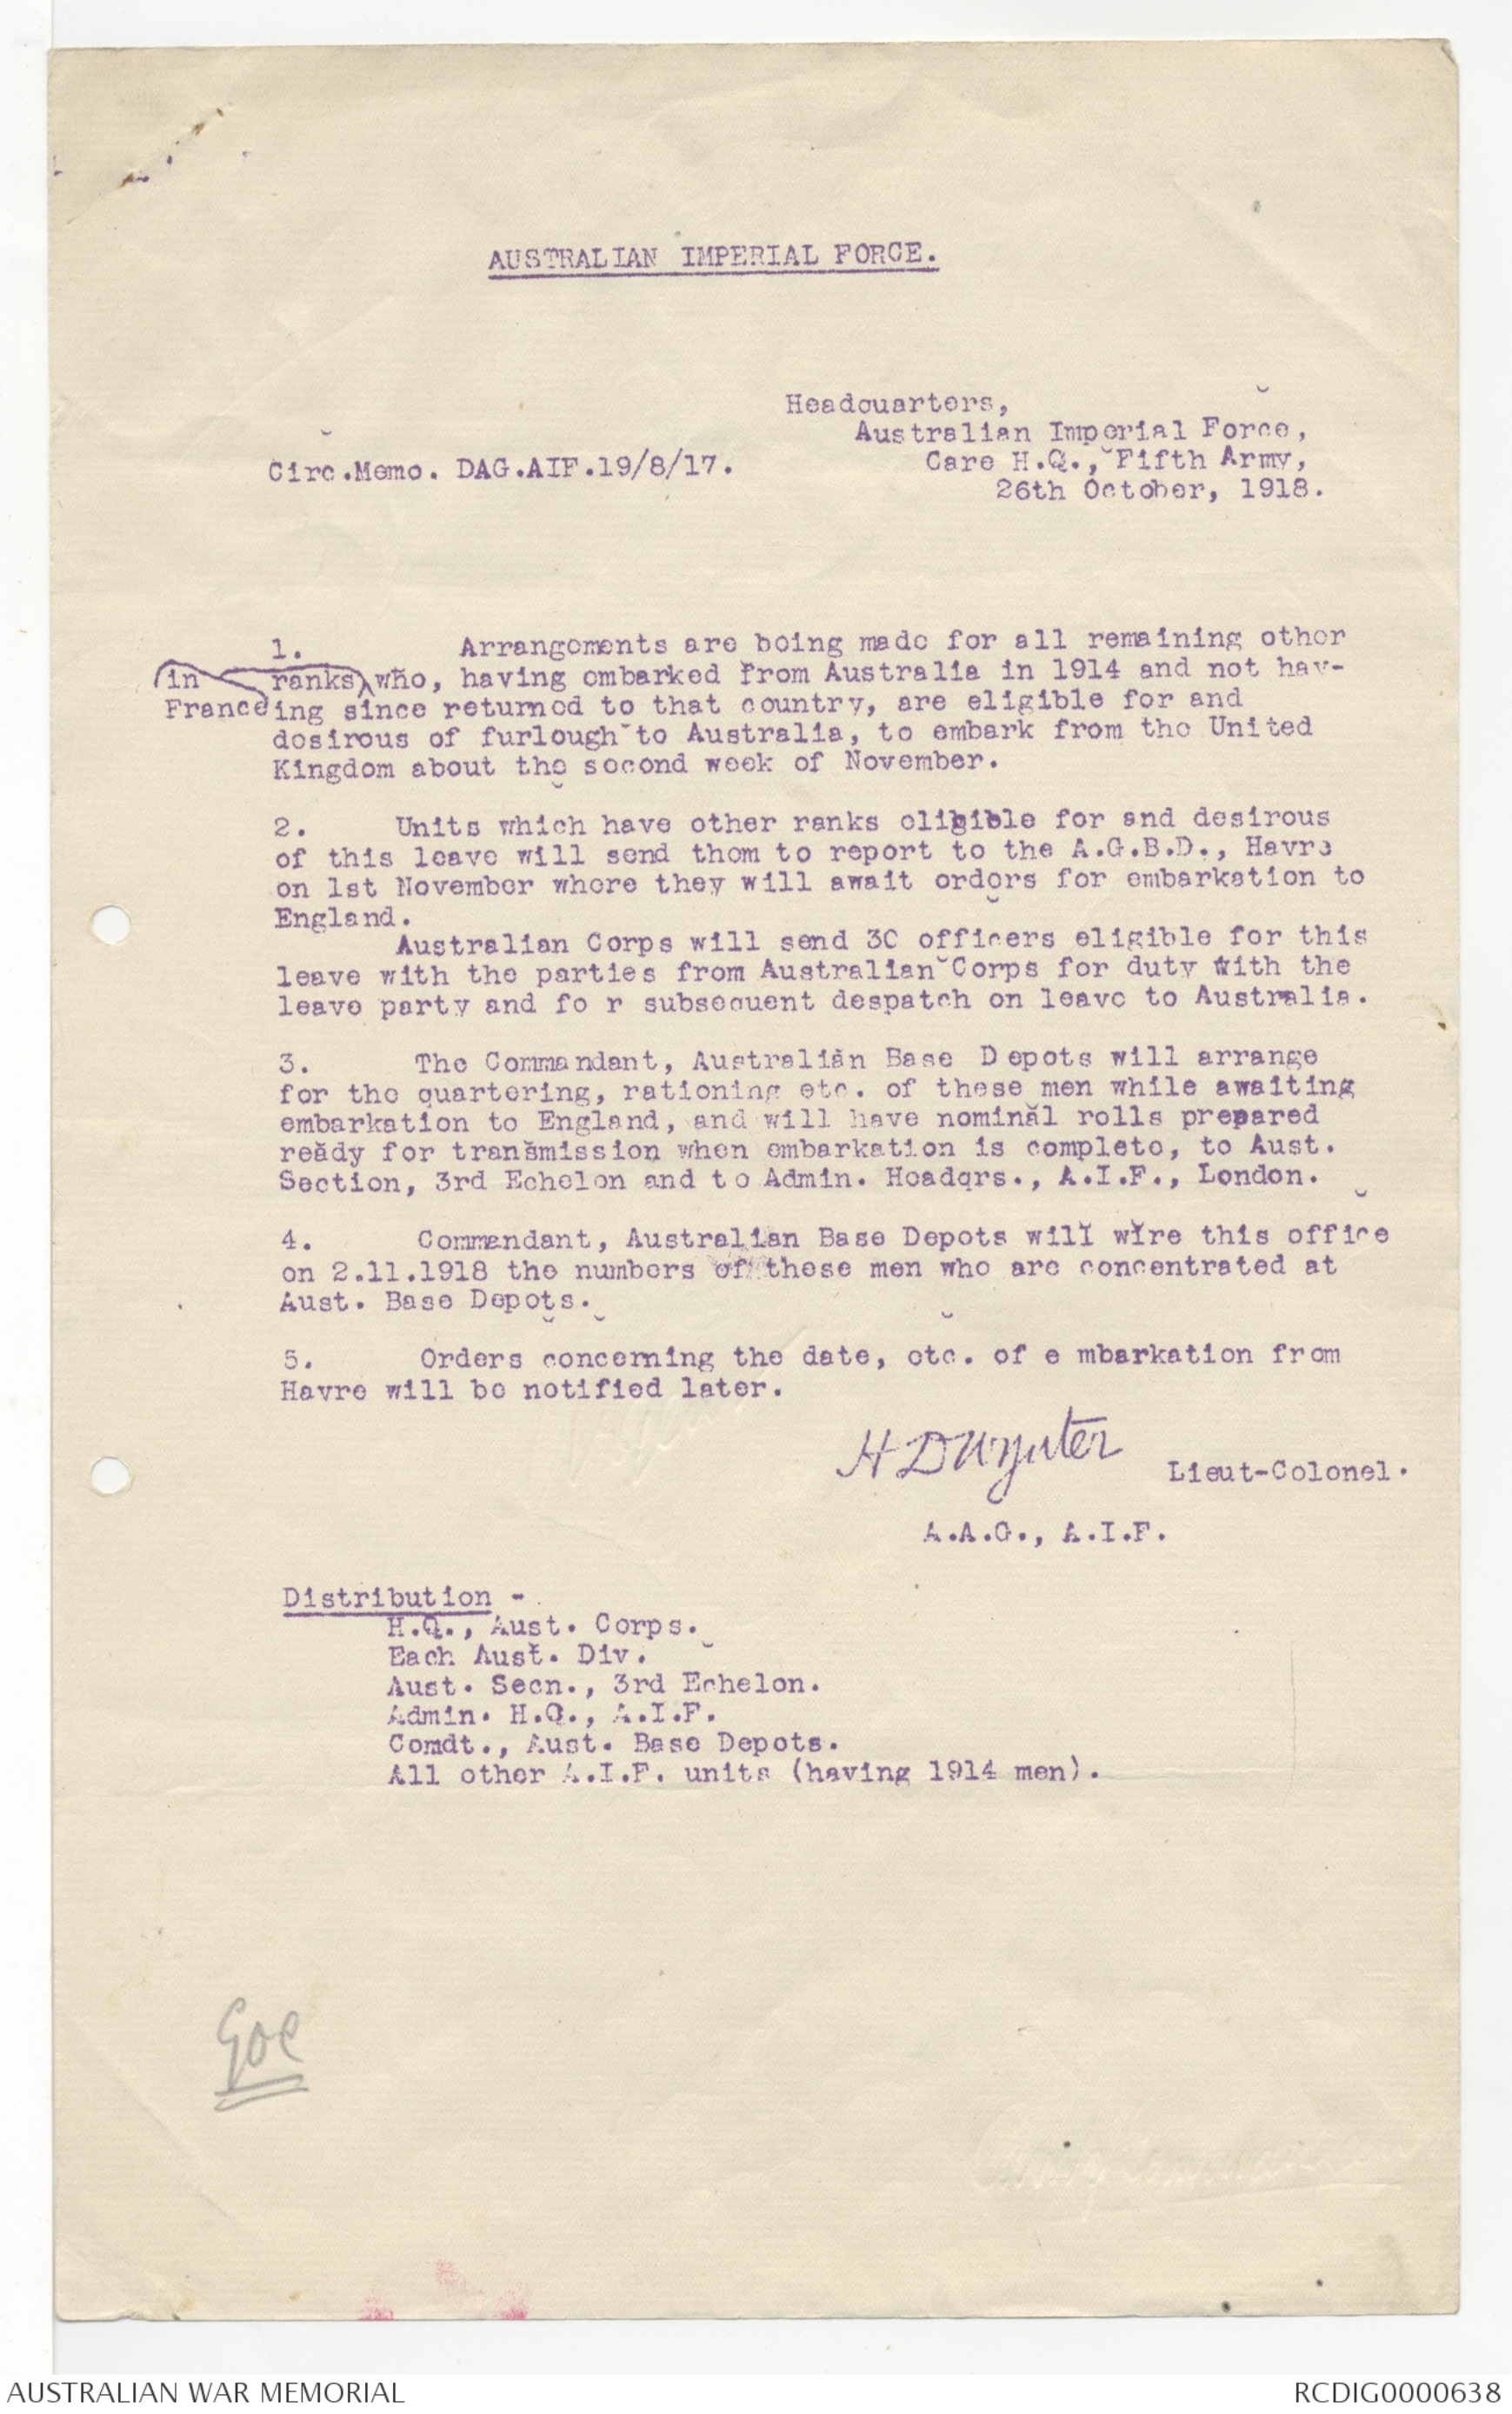 AUSTRALIAN IMPERIAL FORCE.
Headquarters,
Australian Imperial Force,
Care H.Q., Fifth Army,
26th October, 1918.
Circ.Memo. DAG.AIF.19/8/17.
1. Arrangements are being made for all remaining other
in France ranks who, having embarked from Australia in 1914 and not hav-
ing since returned to that country, are eligible for and
desirous of furlough to Australia, to embark from the United
Kingdom about the second week of November.
2. Units which have other ranks eligible for and desirous
of this leave will send them to report to the A.G.B.D., Havre
on 1st November where they will await orders for embarkation to
England.
Australian Corps will send 30 officers eligible for this
leave with the parties from Australian Corps for duty with the
leave party and fo r subsequent despatch on leave to Australia.
3. The Commandant, Australian Base Depots will arrange
for the quartering, rationing etc. of these men while awaiting
embarkation to England, and will have nominal rolls prepared
ready for transmission when embarkation is complete, to Aust.
Section, 3rd Echelon and to Admin. Headqrs., A.I.F., London.
4. Commandant, Australian Base Depots will wire this office
on 2.11.1918 the numbers of these men who are concentrated at
Aust. Base Depots.
5. Orders concerning the date, etc. of e mbarkation from
Havre will be notified later.
H D Wynter Lieut-Colonel.
A.A.G., A.I.F.
Distribution -
H.Q., Aust. Corps.
Each Aust. Div.
Aust. Secn., 3rd Echelon.
Admin. H.Q., A.I.F.
Comdt., Aust. Base Depots.
All other A.I.F. units (having 1914 men).
AUSTRALIAN WAR MEMORIAL
RCDIG0000638